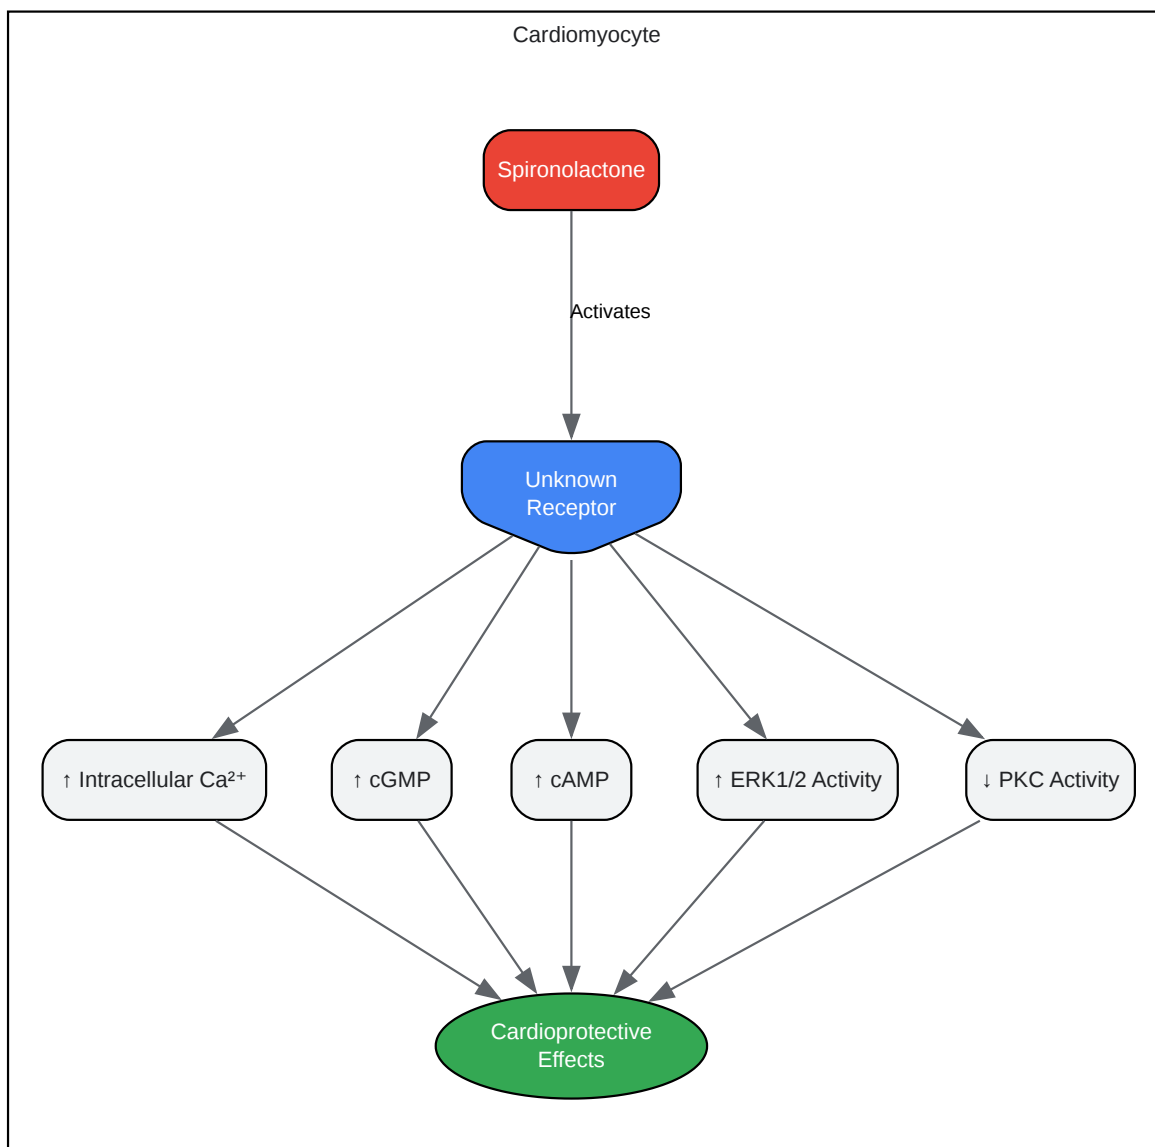 Cardiomyocyte
Spironolactone
Activates
Unknown
Receptor
↑ Intracellular Ca²⁺
↑ cGMP
↑ cAMP
↑ ERK1/2 Activity
↓ PKC Activity
Cardioprotective
Effects